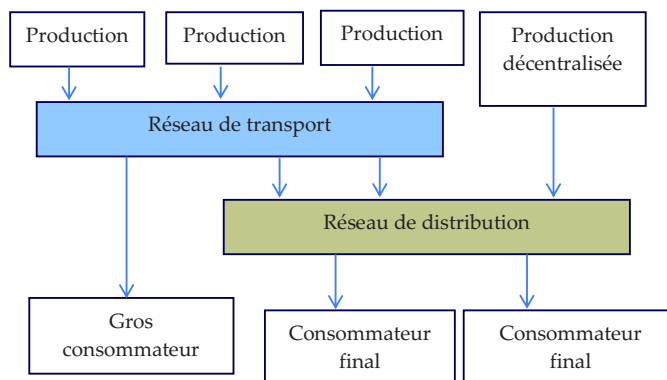 Production
Production
Production
Production
décentralisée
Réseau de transport
Réseau de distribution
Gros
consommateur
Consommateur
final
Consommateur
final